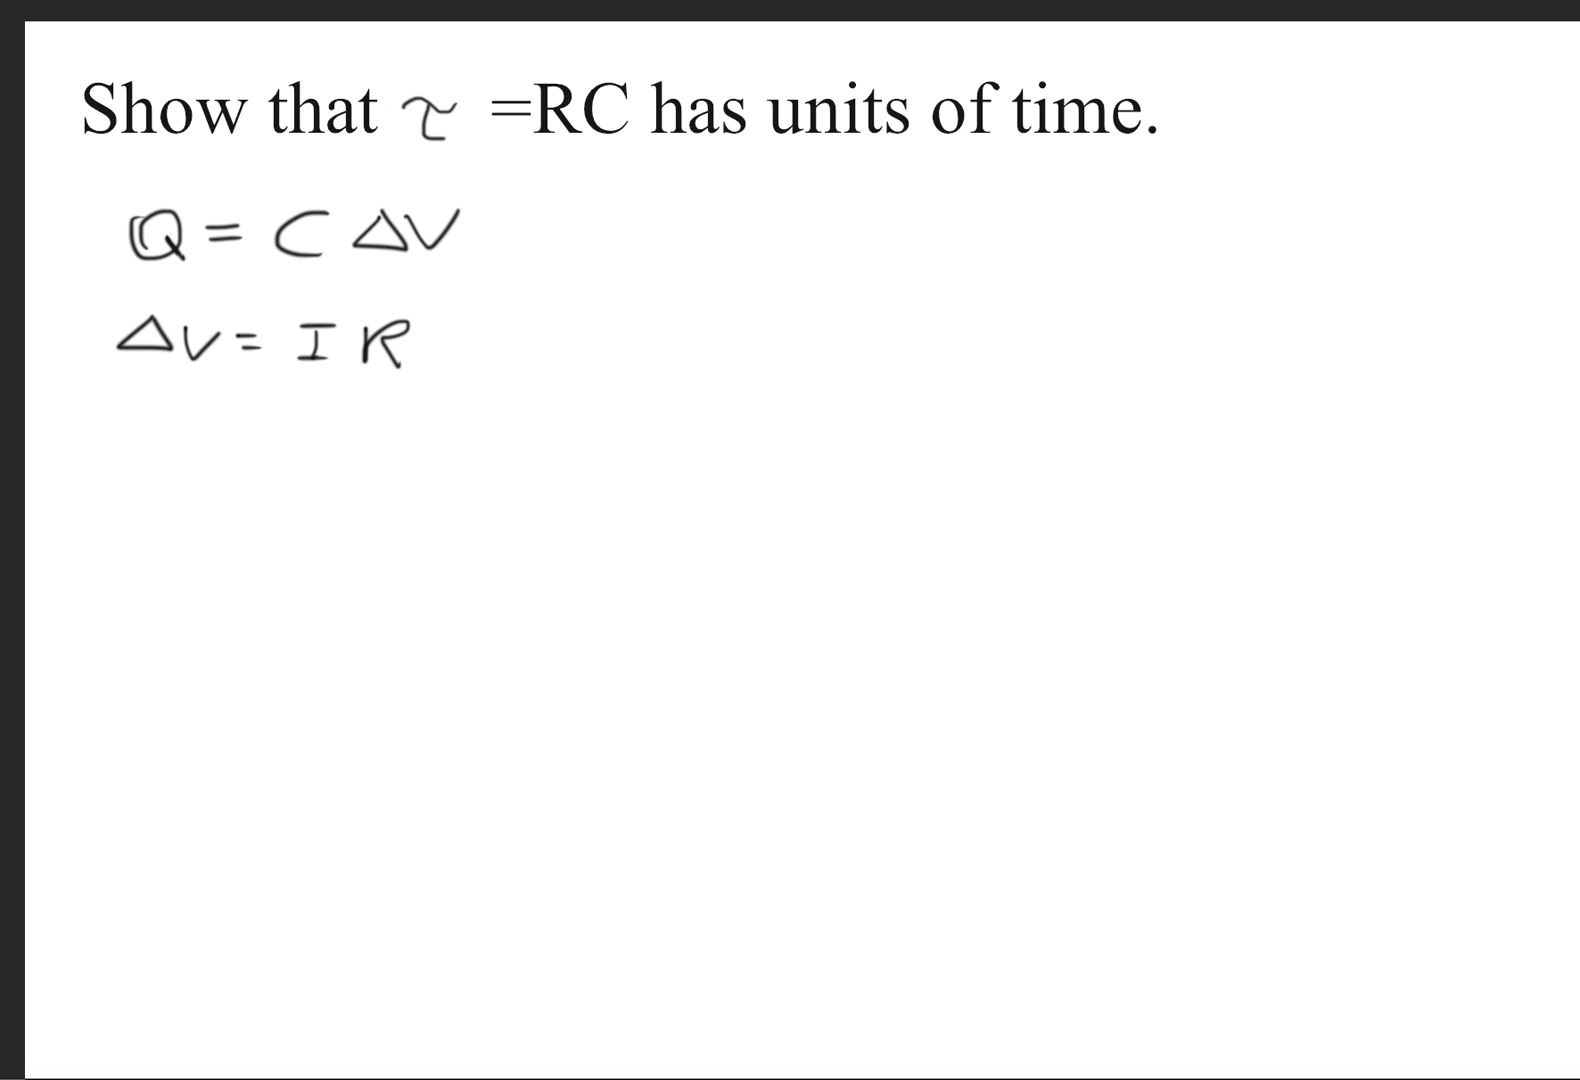 Show that τ =RC has units of time.
Q = C ΔV
ΔV = I R